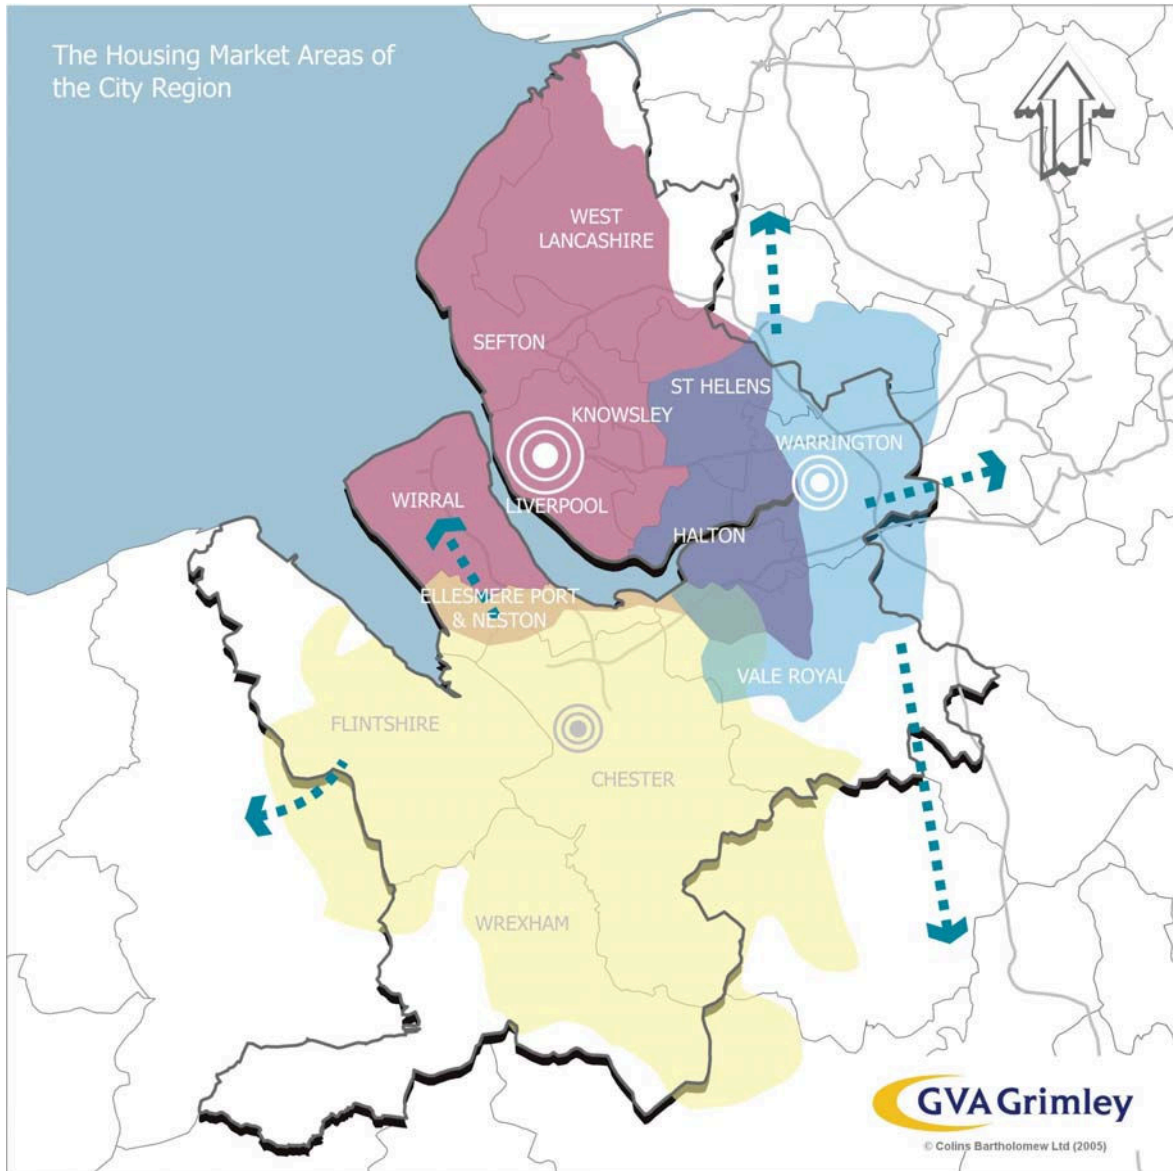 The Housing Market Areas of
the City Region
WEST
LANCASHIRE
SEFTON
ST HELENS
KNOWSLEY
WARRINGTON
WIRRAL
LIVERPOOL
HALTON
ELLESMERE PORT
& NESTON
VALE ROYAL
FLINTSHIRE
CHESTER
WREXHAM
GVA Grimley
© Colins Bartholomew Ltd (2005)